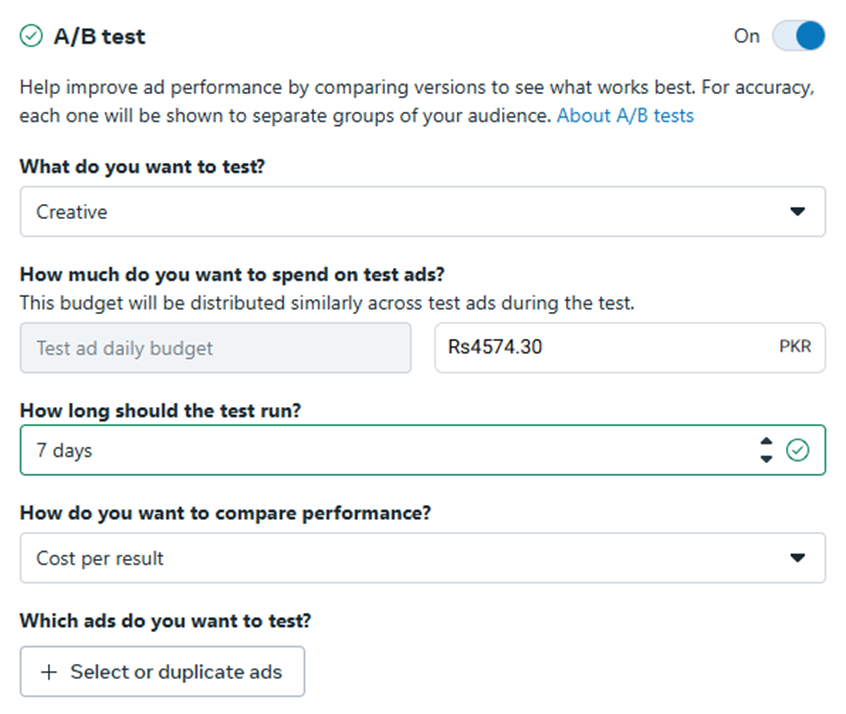 A/B test
On
Help improve ad performance by comparing versions to see what works best. For accuracy,
each one will be shown to separate groups of your audience. About A/B tests
What do you want to test?
Creative
How much do you want to spend on test ads?
This budget will be distributed similarly across test ads during the test.
Test ad daily budget
Rs4574.30 PKR
How long should the test run?
7 days
How do you want to compare performance?
Cost per result
Which ads do you want to test?
+ Select or duplicate ads